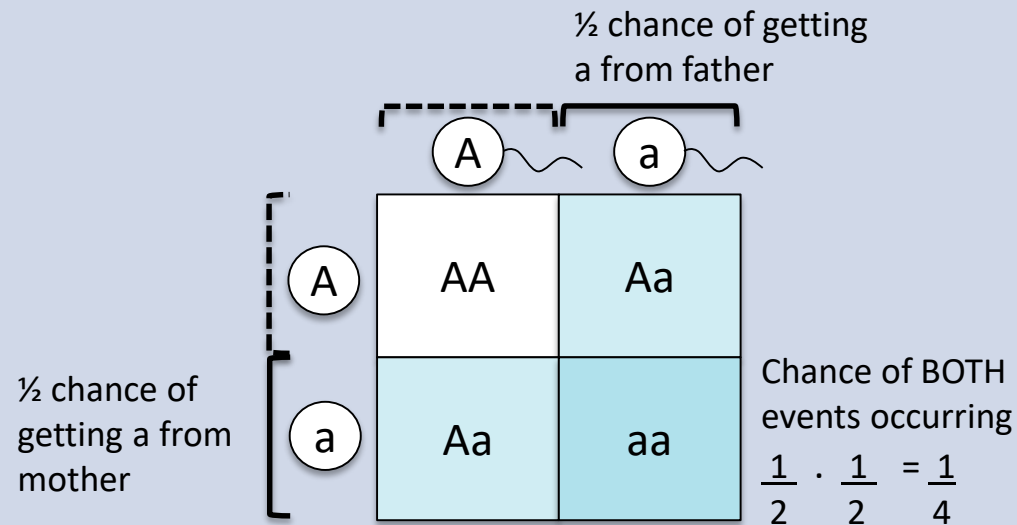 ½ chance of getting
a from father
A
a
A
AA
Aa
½ chance of
getting a from
mother
a
Aa
aa
Chance of BOTH
events occurring
1/2 · 1/2 = 1/4